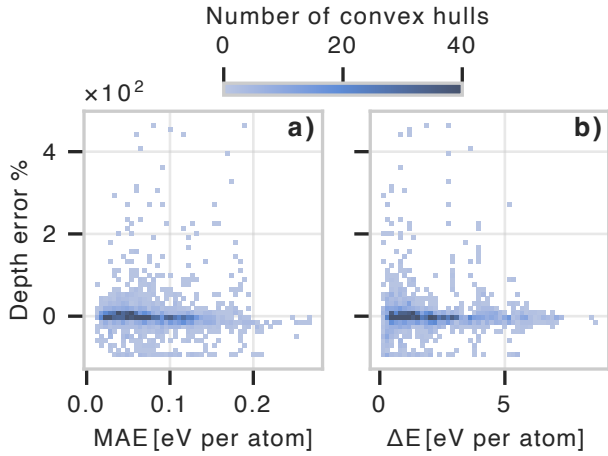 Number of convex hulls
0 20 40
×10²
a) b)
Depth error %
4
2
0
0.0 0.1 0.2 0 5
MAE[eV per atom] ΔE[eV per atom]